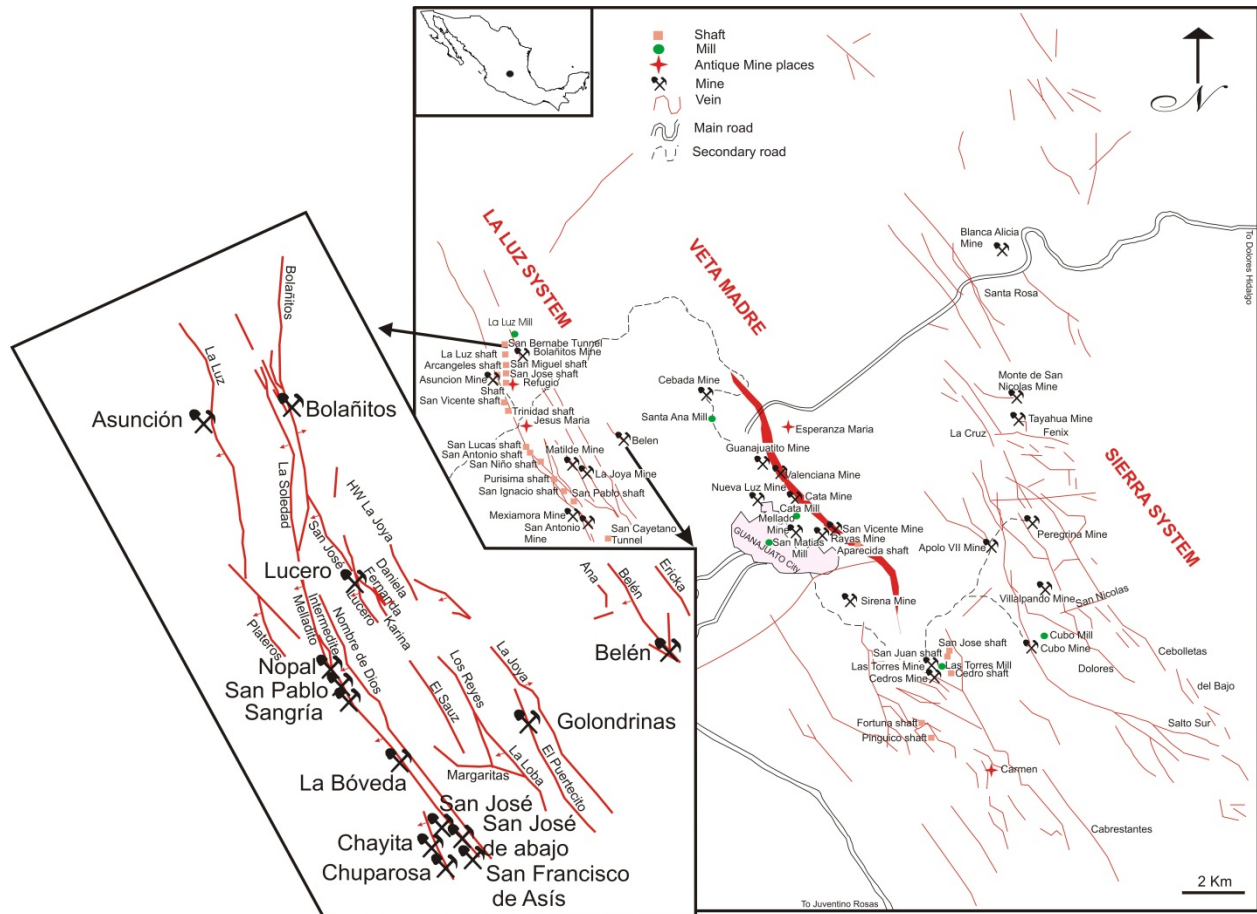 Shaft
Mill
Antique Mine places
Mine
Vein
Main road
Secondary road
N
LA LUZ SYSTEM
VETA MADRE
SIERRA SYSTEM
To Dolores Hidalgo
Blanca Alicia
Mine
Santa Rosa
La Luz Mill
San Bernabe Tunnel
La Luz shaft
Bolañitos Mine
Arcangeles shaft
San Miguel shaft
San Jose shaft
Asuncion Mine
Refugio
Shaft
San Vicente shaft
Trinidad shaft
Jesus Maria
San Lucas shaft
San Antonio shaft
San Niño shaft
Matilde Mine
Belen
La Joya Mine
Purisima shaft
San Ignacio shaft
San Pablo shaft
Mexiamora Mine
San Antonio
Mine
San Cayetano
Tunnel
Cebada Mine
Santa Ana Mill
Esperanza Maria
Guanajuatito Mine
Valenciana Mine
Nueva Luz Mine
Cata Mine
Cata Mill
Mellado
Mine
San Vicente Mine
Rayas Mine
San Matias
Mill
Aparecida shaft
GUANAJUATO City
Sirena Mine
Monte de San
Nicolas Mine
Tayahua Mine
Fenix
La Cruz
Peregrina Mine
Apolo VII Mine
Villalpando Mine
San Nicolas
Cubo Mill
Cubo Mine
Cebolletas
Dolores
del Bajo
Salto Sur
San Jose shaft
San Juan shaft
Las Torres Mine
Las Torres Mill
Cedros Mine
Cedro shaft
Fortuna shaft
Pinguico shaft
Carmen
Cabrestantes
2 Km
To Juventino Rosas
Bolañitos
La Luz
Asunción
Bolañitos
La Soledad
HW La Joya
San José
Daniela
Lucero
Fernanda
Lucero
Karina
Melladito
Intermedite
Nombre de Dios
Plateros
Nopal
San Pablo
Sangría
Los Reyes
El Sauz
La Joya
Golondrinas
La Loba
El Puertecito
Margaritas
La Bóveda
San José
San José
de abajo
Chayita
Chuparosa
San Francisco
de Asís
Ana
Belén
Ericka
Belén